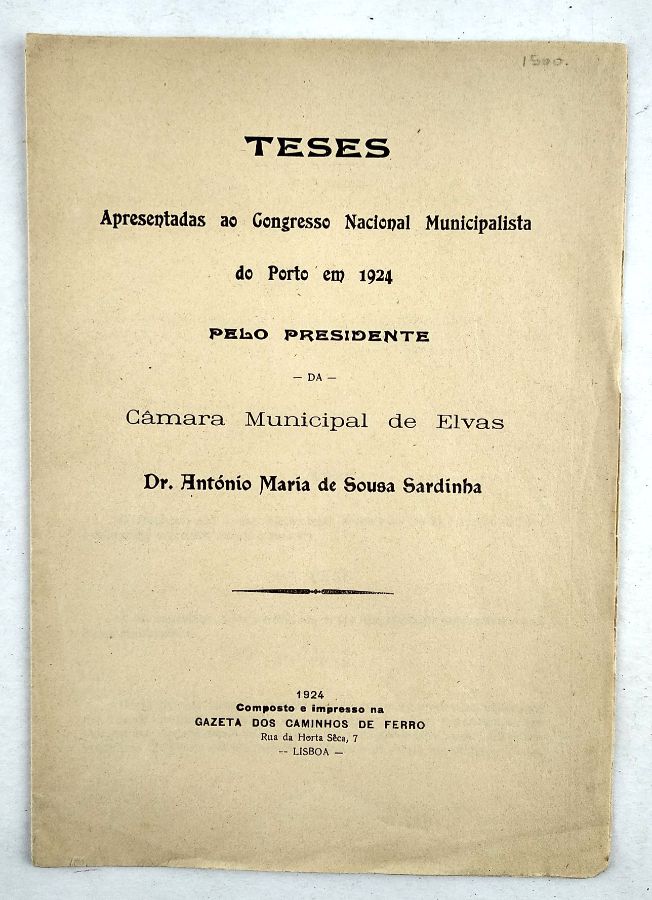 1500.
TESES
Apresentadas ao Congresso Nacional Municipalista
do Porto em 1924
PELO PRESIDENTE
— DA —
Câmara Municipal de Elvas
Dr. António Maria de Sousa Sardinha
1924
Composto e impresso na
GAZETA DOS CAMINHOS DE FERRO
Rua da Horta Sêca, 7
-- LISBOA —